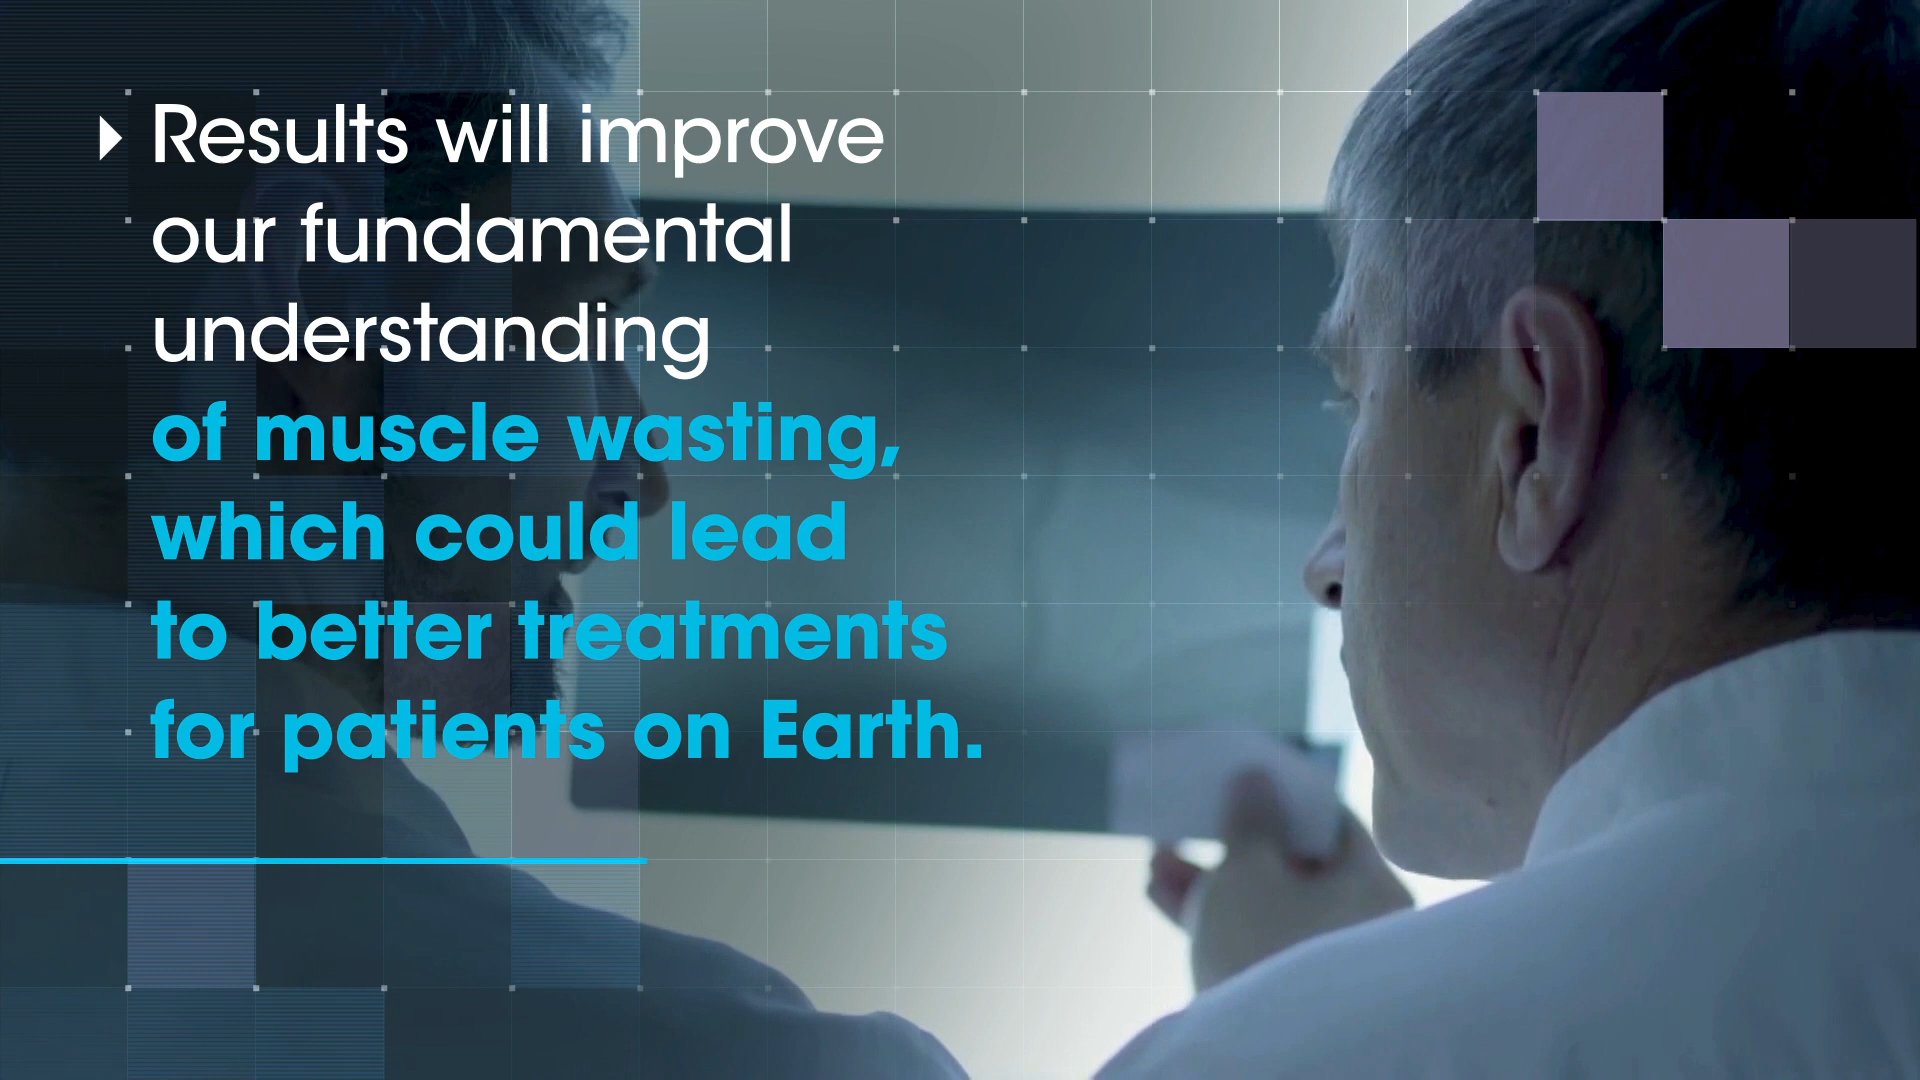 Results will improve
our fundamental
understanding
of muscle wasting,
which could lead
to better treatments
for patients on Earth.